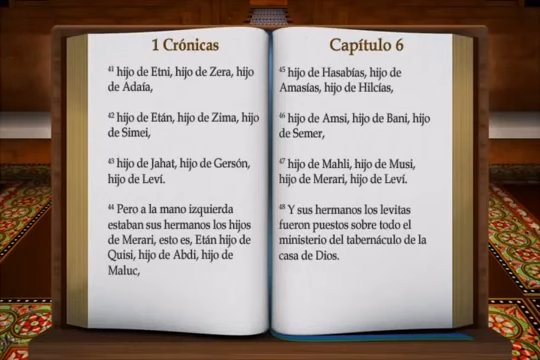 1 Crónicas
41 hijo de Etni, hijo de Zera, hijo
de Adaía,
42 hijo de Etán, hijo de Zima, hijo
de Simei,
43 hijo de Jahat, hijo de Gersón,
hijo de Leví.
44 Pero a la mano izquierda
estaban sus hermanos los hijos
de Merari, esto es, Etán hijo de
Quisi, hijo de Abdi, hijo de
Maluc,
Capítulo 6
45 hijo de Hasabías, hijo de
Amasías, hijo de Hilcías,
46 hijo de Amsi, hijo de Bani, hijo
de Semer,
47 hijo de Mahli, hijo de Musi,
hijo de Merari, hijo de Leví.
48 Y sus hermanos los levitas
fueron puestos sobre todo el
ministerio del tabernáculo de la
casa de Dios.